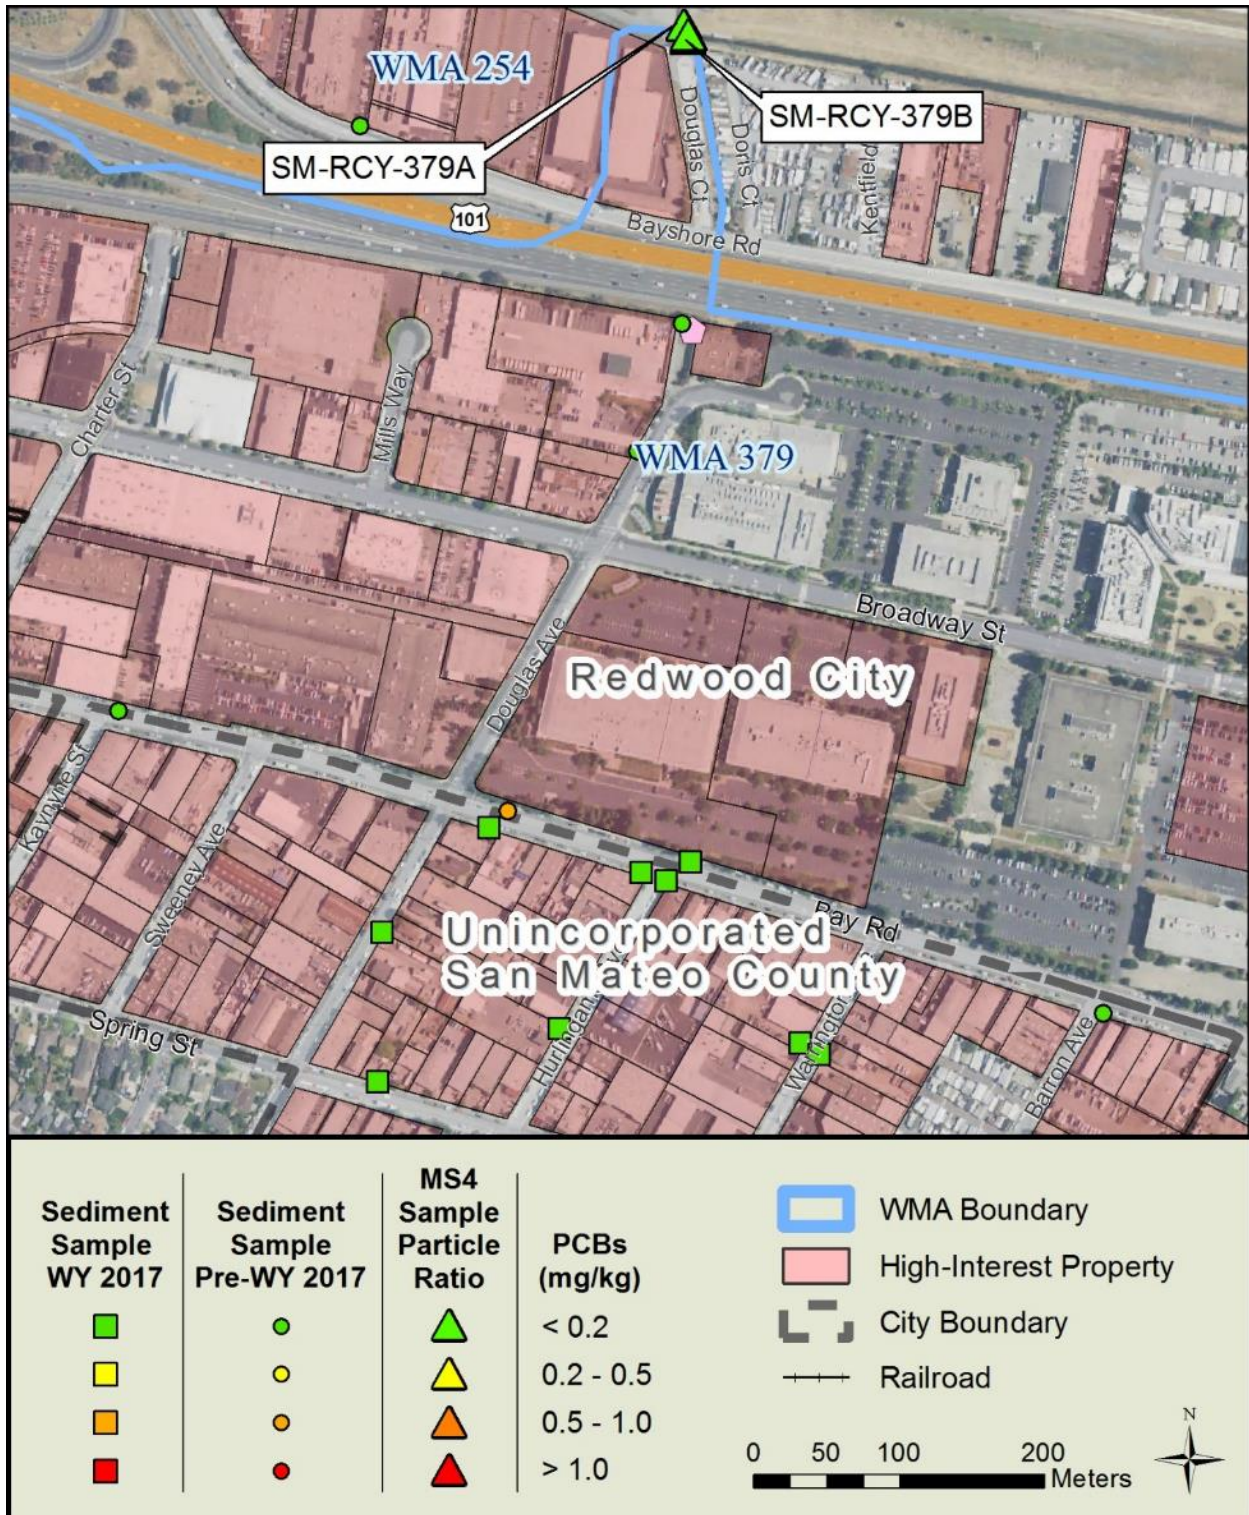 WMA 254
SM-RCY-379B
SM-RCY-379A
Douglas Ct
Doris Ct
Kentfield
101
Bayshore Rd
Charter St
Mills Way
WMA 379
Broadway St
Douglas Ave
Redwood City
Kaynyne St
Sweeney Ave
Bay Rd
Unincorporated
San Mateo County
Spring St
Warrington
Barron Ave
MS4
Sediment Sediment Sample
Sample Sample Particle PCBs
WY 2017 Pre-WY 2017 Ratio (mg/kg)
< 0.2
0.2 - 0.5
0.5 - 1.0
> 1.0
WMA Boundary
High-Interest Property
City Boundary
Railroad
N
0 50 100 200
Meters